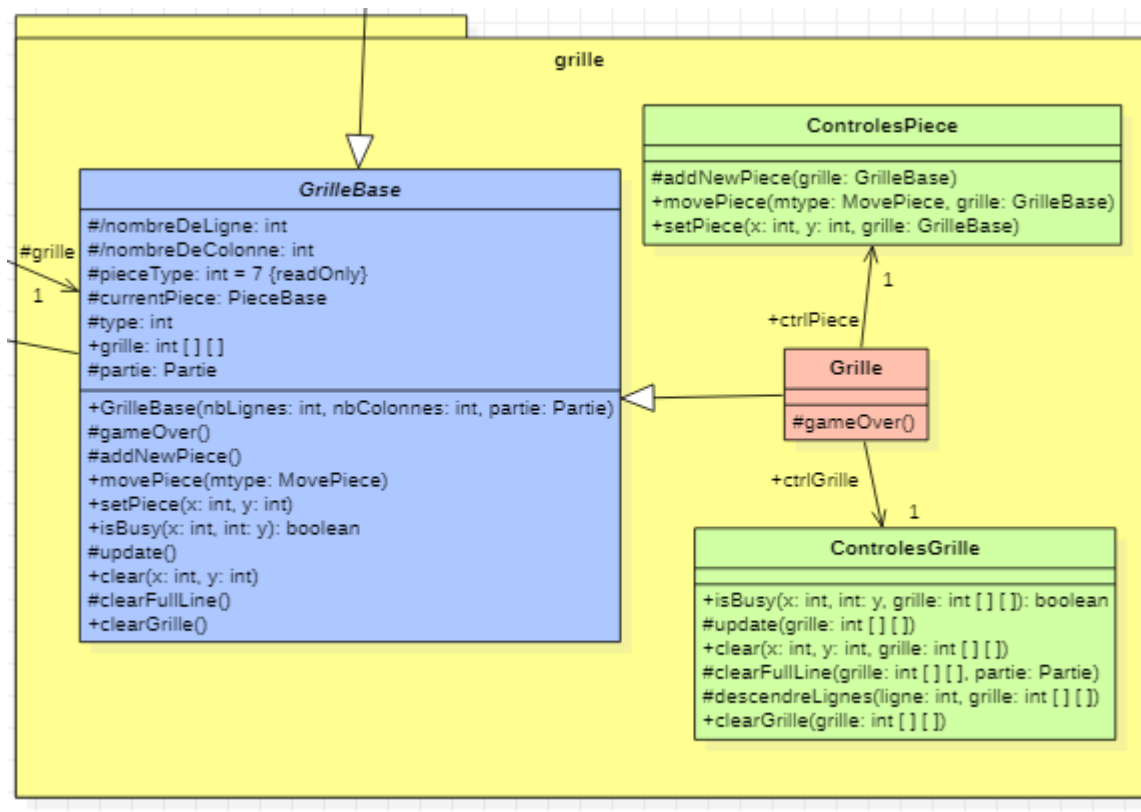 grille
#grille
1
GrilleBase
#/nombreDeLigne: int
#/nombreDeColonne: int
#pieceType: int = 7 {readOnly}
#currentPiece: PieceBase
#type: int
+grille: int [ ] [ ]
#partie: Partie
+GrilleBase(nbLignes: int, nbColonnes: int, partie: Partie)
#gameOver()
#addNewPiece()
+movePiece(mtype: MovePiece)
+setPiece(x: int, y: int)
+isBusy(x: int, int: y): boolean
#update()
+clear(x: int, y: int)
#clearFullLine()
+clearGrille()
ControlesPiece
#addNewPiece(grille: GrilleBase)
+movePiece(mtype: MovePiece, grille: GrilleBase)
+setPiece(x: int, y: int, grille: GrilleBase)
1
+ctrlPiece
Grille
#gameOver()
+ctrlGrille
1
ControlesGrille
+isBusy(x: int, int: y, grille: int [ ] [ ]): boolean
#update(grille: int [ ] [ ])
+clear(x: int, y: int, grille: int [ ] [ ])
#clearFullLine(grille: int [ ] [ ], partie: Partie)
#descendreLignes(ligne: int, grille: int [ ] [ ])
+clearGrille(grille: int [ ] [ ])